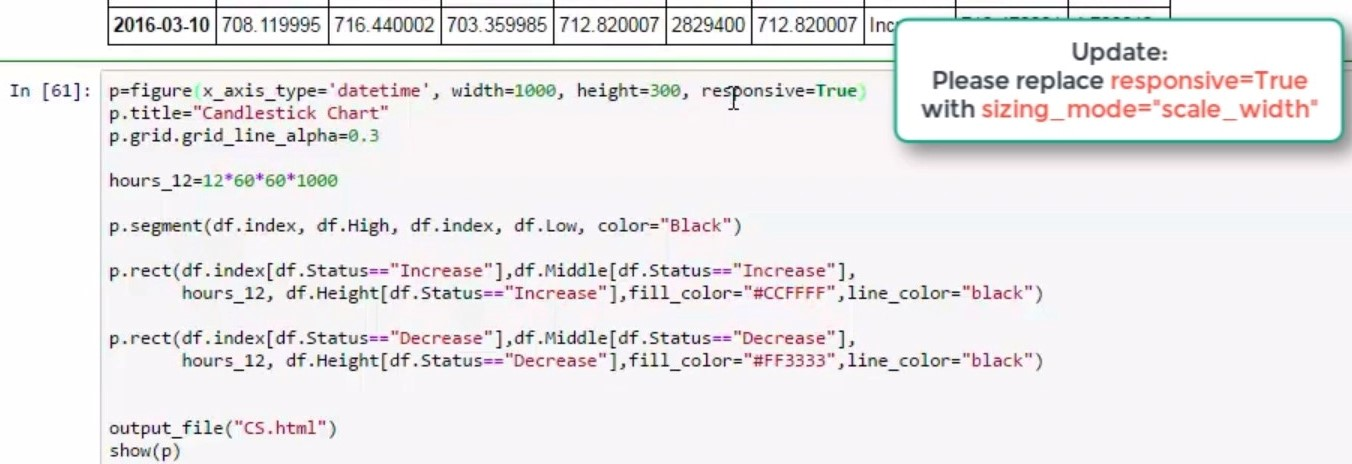 2016-03-10 708.119995 716.440002 703.359985 712.820007 2829400 712.820007
Update:
Please replace responsive=True
with sizing_mode="scale_width"
In [61]: p=figure(x_axis_type='datetime', width=1000, height=300, responsive=True)
p.title="Candlestick Chart"
p.grid.grid_line_alpha=0.3
hours_12=12*60*60*1000
p.segment(df.index, df.High, df.index, df.Low, color="Black")
p.rect(df.index[df.Status=="Increase"],df.Middle[df.Status=="Increase"],
hours_12, df.Height[df.Status=="Increase"],fill_color="#CCFFFF",line_color="black")
p.rect(df.index[df.Status=="Decrease"],df.Middle[df.Status=="Decrease"],
hours_12, df.Height[df.Status=="Decrease"],fill_color="#FF3333",line_color="black")
output_file("CS.html")
show(p)